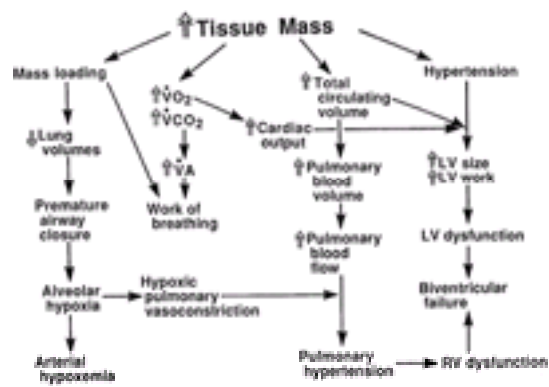 ⇧Tissue Mass
Mass loading
⇧V̇O₂
⇧V̇CO₂
⇧Total
circulating
volume
Hypertension
⇩Lung
volumes
⇧Cardiac
output
⇧V̇A
⇧Pulmonary
blood
volume
⇧LV size
⇧LV work
Premature
airway
closure
Work of
breathing
⇧Pulmonary
blood
flow
LV dysfunction
Alveolar
hypoxia
Hypoxic
pulmonary
vasoconstriction
Biventricular
failure
Arterial
hypoxemia
Pulmonary
hypertension
RV dysfunction